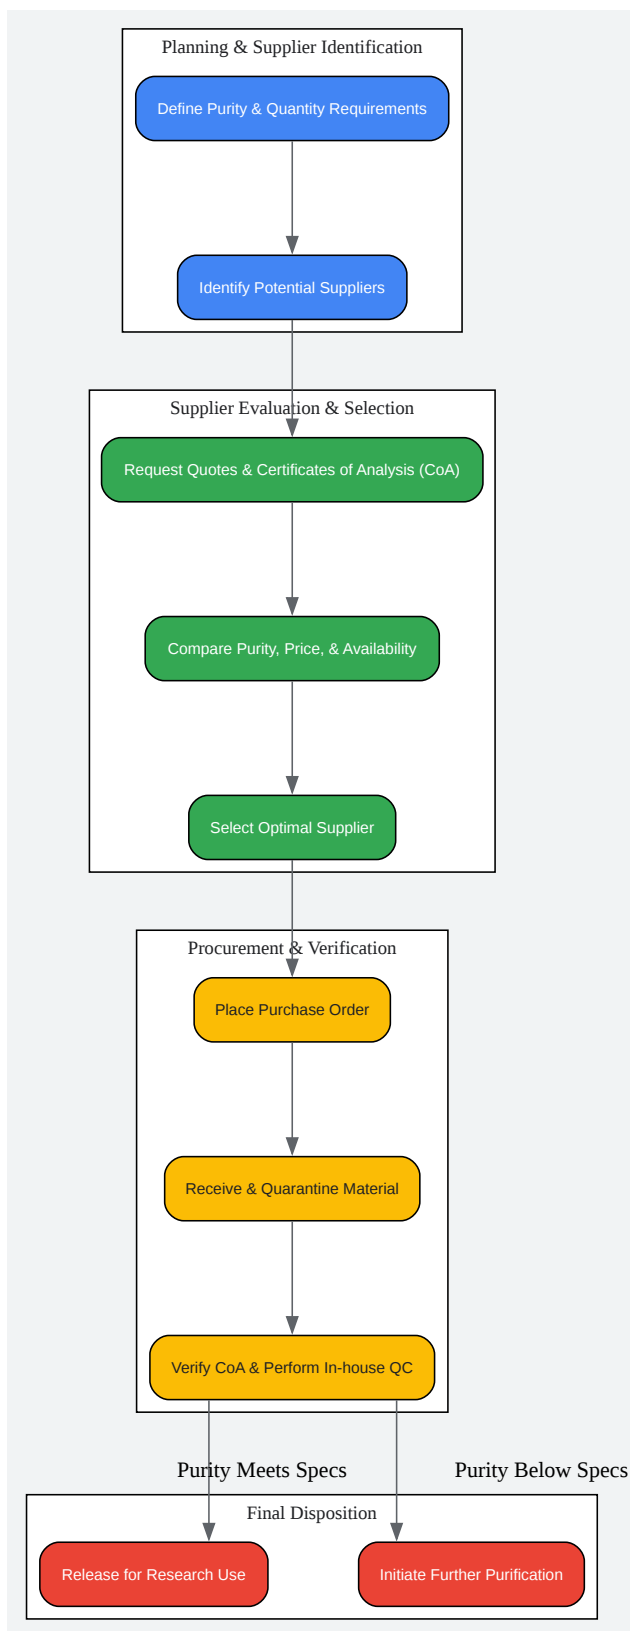 Planning & Supplier Identification
Define Purity & Quantity Requirements
Identify Potential Suppliers
Supplier Evaluation & Selection
Request Quotes & Certificates of Analysis (CoA)
Compare Purity, Price, & Availability
Select Optimal Supplier
Procurement & Verification
Place Purchase Order
Receive & Quarantine Material
Verify CoA & Perform In-house QC
Purity Meets Specs
Purity Below Specs
Final Disposition
Release for Research Use
Initiate Further Purification